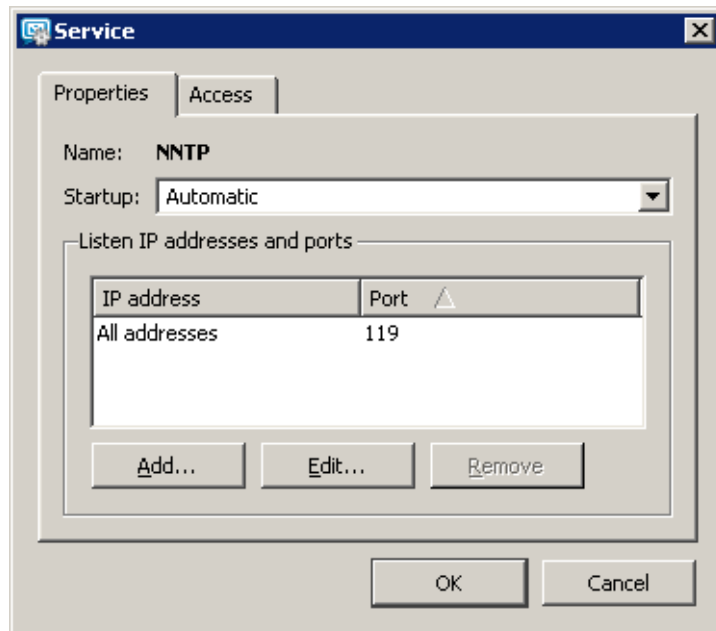 Service
Properties Access
Name: NNTP
Startup: Automatic
Listen IP addresses and ports
IP address Port
All addresses 119
Add... Edit... Remove
OK Cancel